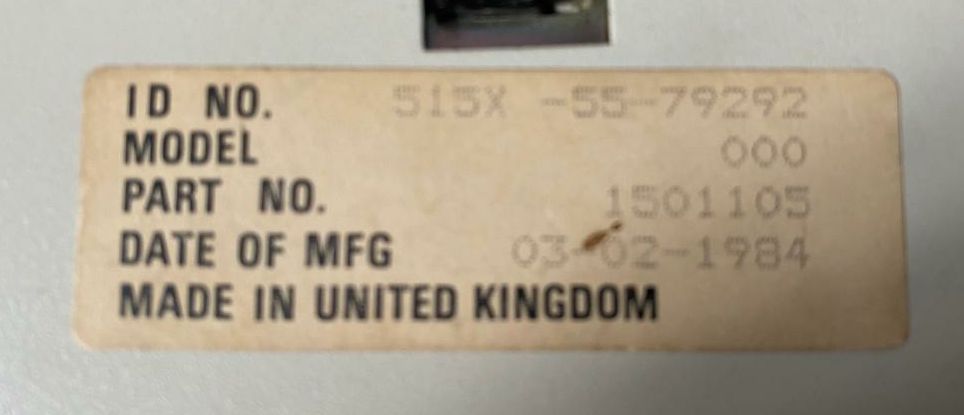 ID NO. 515X -55-79292
MODEL 000
PART NO. 1501105
DATE OF MFG 03-02-1984
MADE IN UNITED KINGDOM